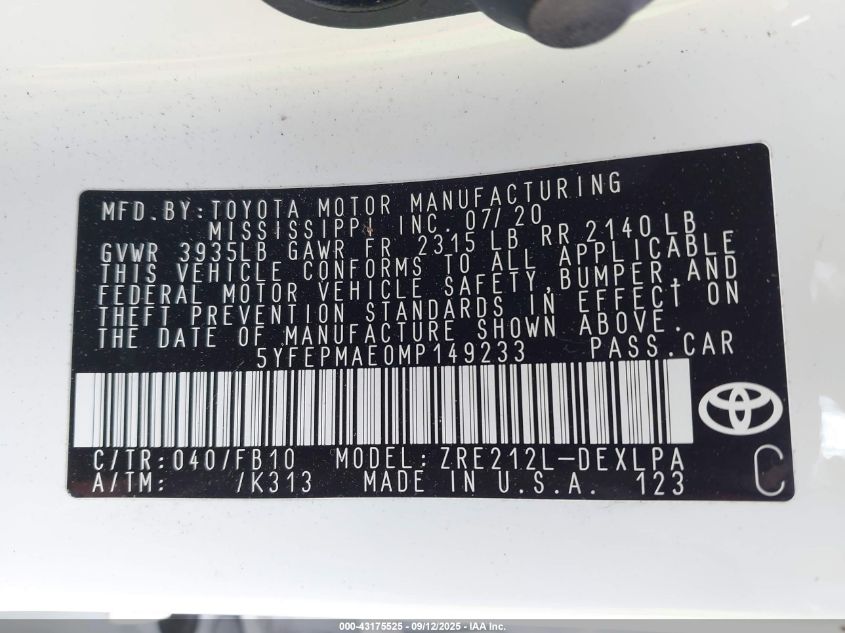 MFD.BY:TOYOTA MOTOR MANUFACTURING
MISSISSIPPI INC. 07/20
GVWR 3935LB GAWR FR 2315 LB RR 2140 LB
THIS VEHICLE CONFORMS TO ALL APPLICABLE
FEDERAL MOTOR VEHICLE SAFETY,BUMPER,AND
THEFT PREVENTION STANDARDS IN EFFECT ON
THE DATE OF MANUFACTURE SHOWN ABOVE.
5YFEPMAE0MP149233 PASS.CAR
C/TR:040/FB10 MODEL:ZRE212L-DEXLPA
A/TM: /K313 MADE IN U.S.A. 123
C
000-43175525 - 09/12/2025 - IAA Inc.